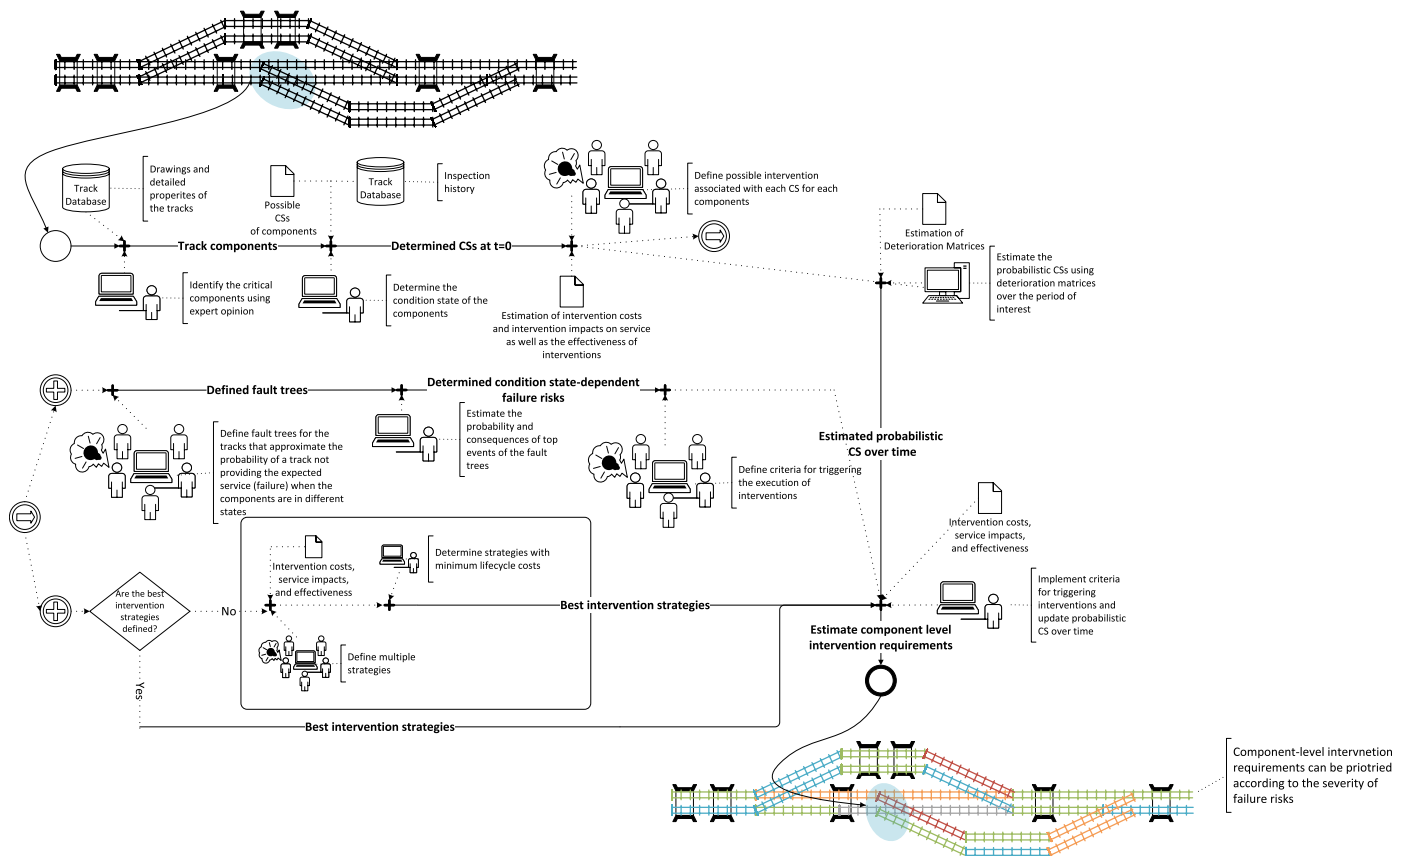 Track
Database
Drawings and
detailed
properites of
the tracks
Possible
CSs
of components
Track
Database
Inspection
history
Define possible intervention
associated with each CS for each
components
Estimation of
Deterioration Matrices
Track components
Determined CSs at t=0
Estimate the
probabilistic CSs using
deterioration matrices
over the period of
interest
Identify the critical
components using
expert opinion
Determine the
condition state of the
components
Estimation of intervention costs
and intervention impacts on service
as well as the effectiveness of
interventions
Defined fault trees
Determined condition state-dependent
failure risks
Define fault trees for the
tracks that approximate the
probability of a track not
providing the expected
service (failure) when the
components are in different
states
Estimate the
probability and
consequences of top
events of the fault
trees
Define criteria for triggering
the execution of
interventions
Estimated probabilistic
CS over time
Intervention costs,
service impacts,
and effectiveness
Intervention costs,
service impacts,
and effectiveness
Determine strategies with
minimum lifecycle costs
Are the best
intervention
strategies
defined?
No
Best intervention strategies
Implement criteria
for triggering
interventions and
update probabilistic
CS over time
Estimate component level
intervention requirements
Define multiple
strategies
Yes
Best intervention strategies
Component-level intervnetion
requirements can be priotried
according to the severity of
failure risks